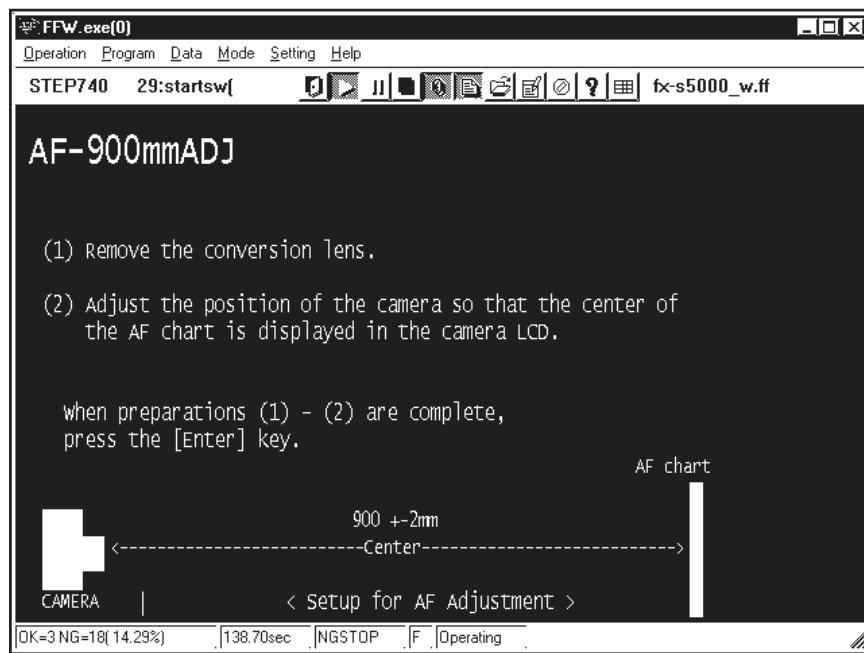 FFW.exe(0)
Operation Program Data Mode Setting Help
STEP740 29:startsw( fx-s5000_w.ff
AF-900mmADJ
(1) Remove the conversion lens.
(2) Adjust the position of the camera so that the center of
the AF chart is displayed in the camera LCD.
When preparations (1) - (2) are complete,
press the [Enter] key.
AF chart
900 +-2mm
<------------------------Center------------------------->
CAMERA | < Setup for AF Adjustment >
OK=3 NG=18( 14.29%) 138.70sec NGSTOP F Operating